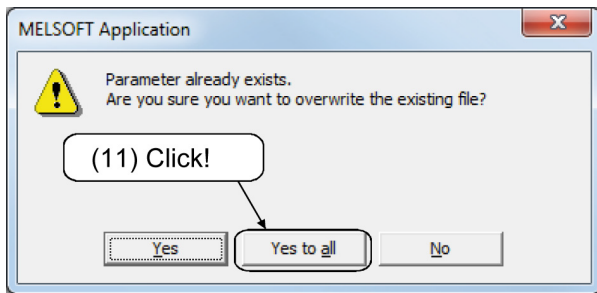 MELSOFT Application
Parameter already exists.
Are you sure you want to overwrite the existing file?
(11) Click!
Yes
Yes to all
No